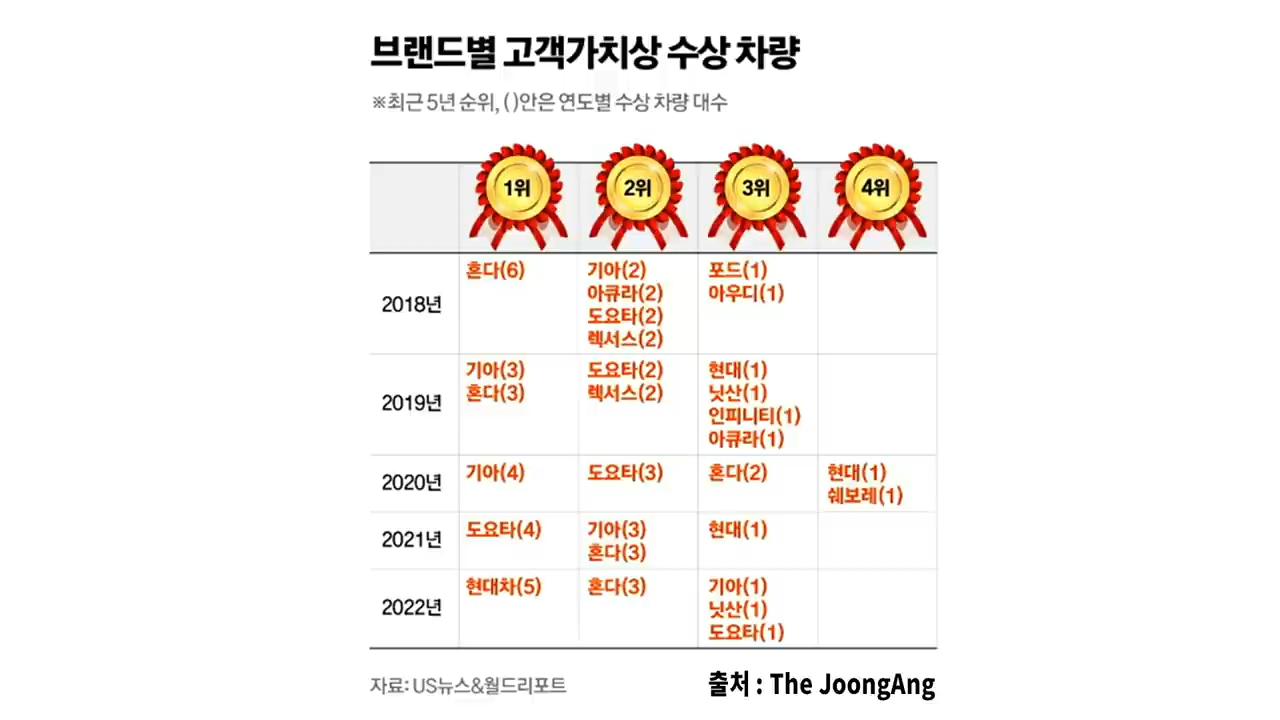 브랜드별 고객가치상 수상 차량
※최근 5년 순위, ( )안은 연도별 수상 차량 대수
1위 2위 3위 4위
2018년
혼다(6)
기아(2)
아큐라(2)
도요타(2)
렉서스(2)
포드(1)
아우디(1)
2019년
기아(3)
혼다(3)
도요타(2)
렉서스(2)
현대(1)
닛산(1)
인피니티(1)
아큐라(1)
2020년
기아(4)
도요타(3)
혼다(2)
현대(1)
쉐보레(1)
2021년
도요타(4)
기아(3)
혼다(3)
현대(1)
2022년
현대차(5)
혼다(3)
기아(1)
닛산(1)
도요타(1)
자료: US뉴스&월드리포트
출처 : The JoongAng